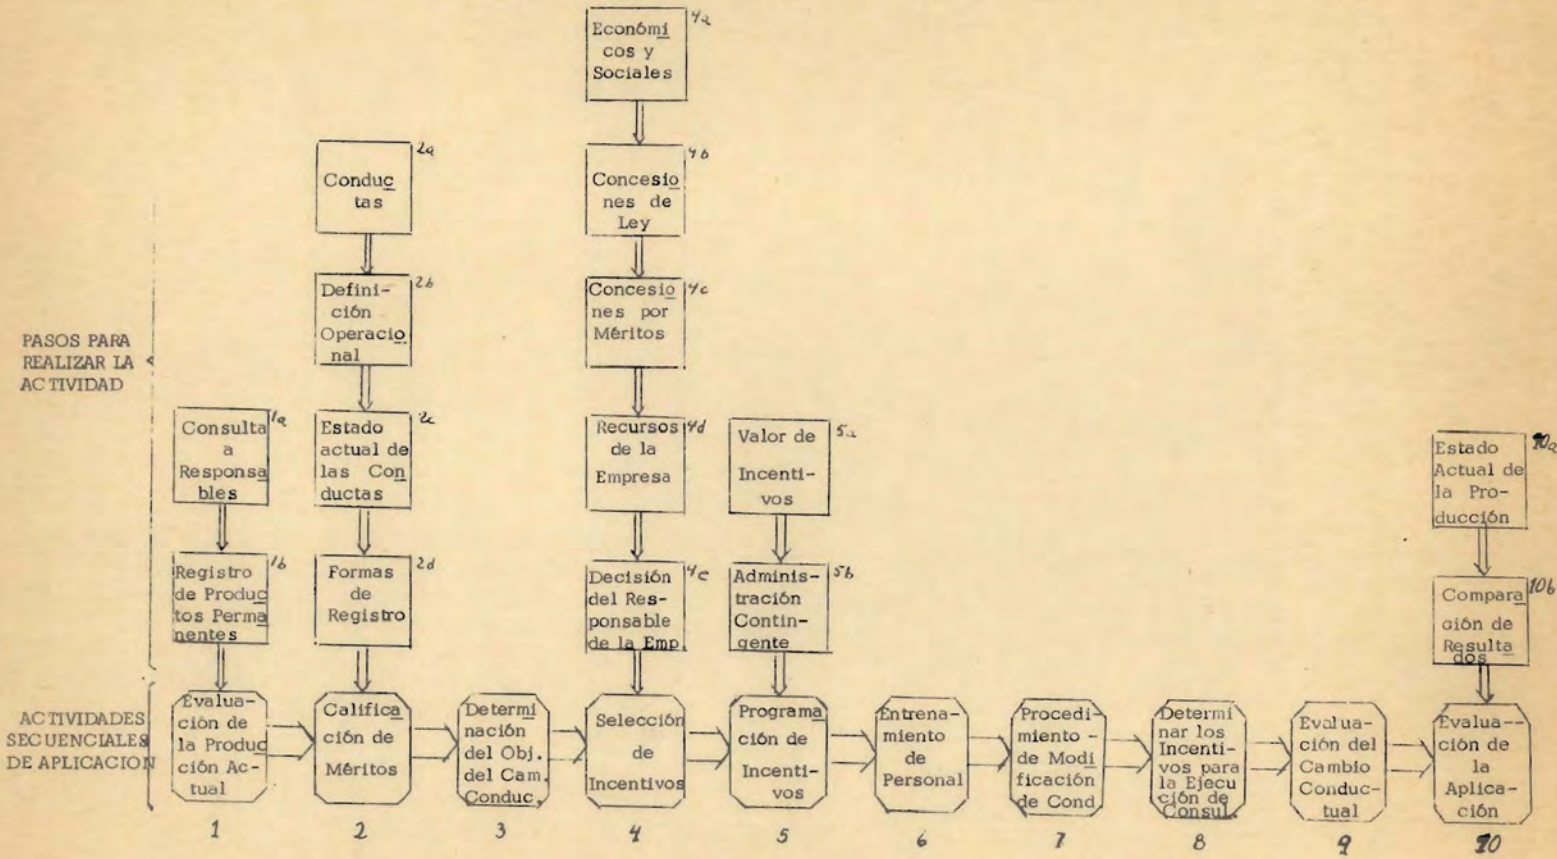 Económi
cos y
Sociales
4a
Conduc
tas
2a
Concesio
nes de
Ley
4b
Defini-
ción
Operacio
nal
2b
Concesio
nes por
Méritos
4c
PASOS PARA
REALIZAR LA
ACTIVIDAD
Consulta
a
Responsa
bles
1a
Estado
actual de
las Con
ductas
2c
Recursos
de la
Empresa
4d
Valor de
Incenti-
vos
5a
Estado
Actual de
la Pro-
ducción
10a
Registro
de Produc
tos Perma
nentes
1b
Formas
de
Registro
2d
Decisión
del Res-
ponsable
de la Emp.
4e
Adminis-
tración
Contin-
gente
5b
Compara
ción de
Resulta
dos
10b
ACTIVIDADES
SECUENCIALES
DE APLICACION
Evalua-
ción de
la Produc
ción Ac-
tual
Califica
ción de
Méritos
Determi
nación
del Obj.
del Cam.
Conduc.
Selección
de
Incentivos
Programa
ción de
Incenti-
vos
Entrena-
miento
de
Personal
Procedi-
miento -
de Modi
ficación
de Cond
Determi
nar los
Incenti-
vos para
la Ejecu
ción de
Consul.
Evalua-
ción del
Cambio
Conduc-
tual
Evalua--
ción de
la
Aplica-
ción
1
2
3
4
5
6
7
8
9
10